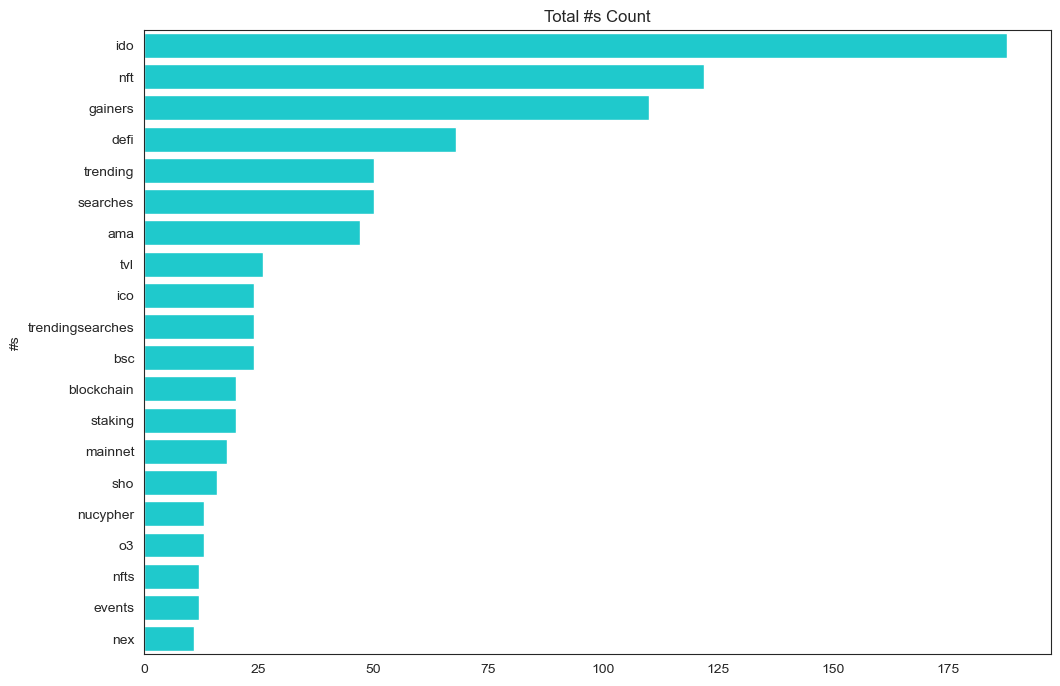 Total #s Count
ido
nft
gainers
defi
trending
searches
ama
tvl
ico
trendingsearches
bsc
blockchain
staking
mainnet
sho
nucypher
o3
nfts
events
nex
#s
0 25 50 75 100 125 150 175